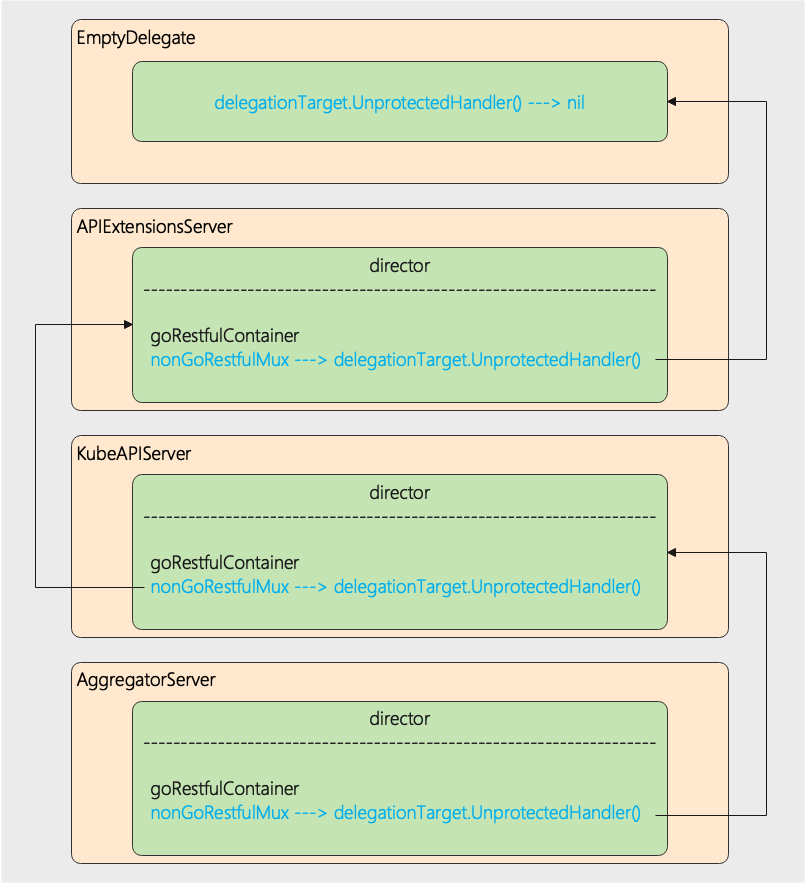 EmptyDelegate
delegationTarget.UnprotectedHandler() ---> nil
APIExtensionsServer
director
goRestfulContainer
nonGoRestfulMux ---> delegationTarget.UnprotectedHandler()
KubeAPIServer
director
goRestfulContainer
nonGoRestfulMux ---> delegationTarget.UnprotectedHandler()
AggregatorServer
director
goRestfulContainer
nonGoRestfulMux ---> delegationTarget.UnprotectedHandler()